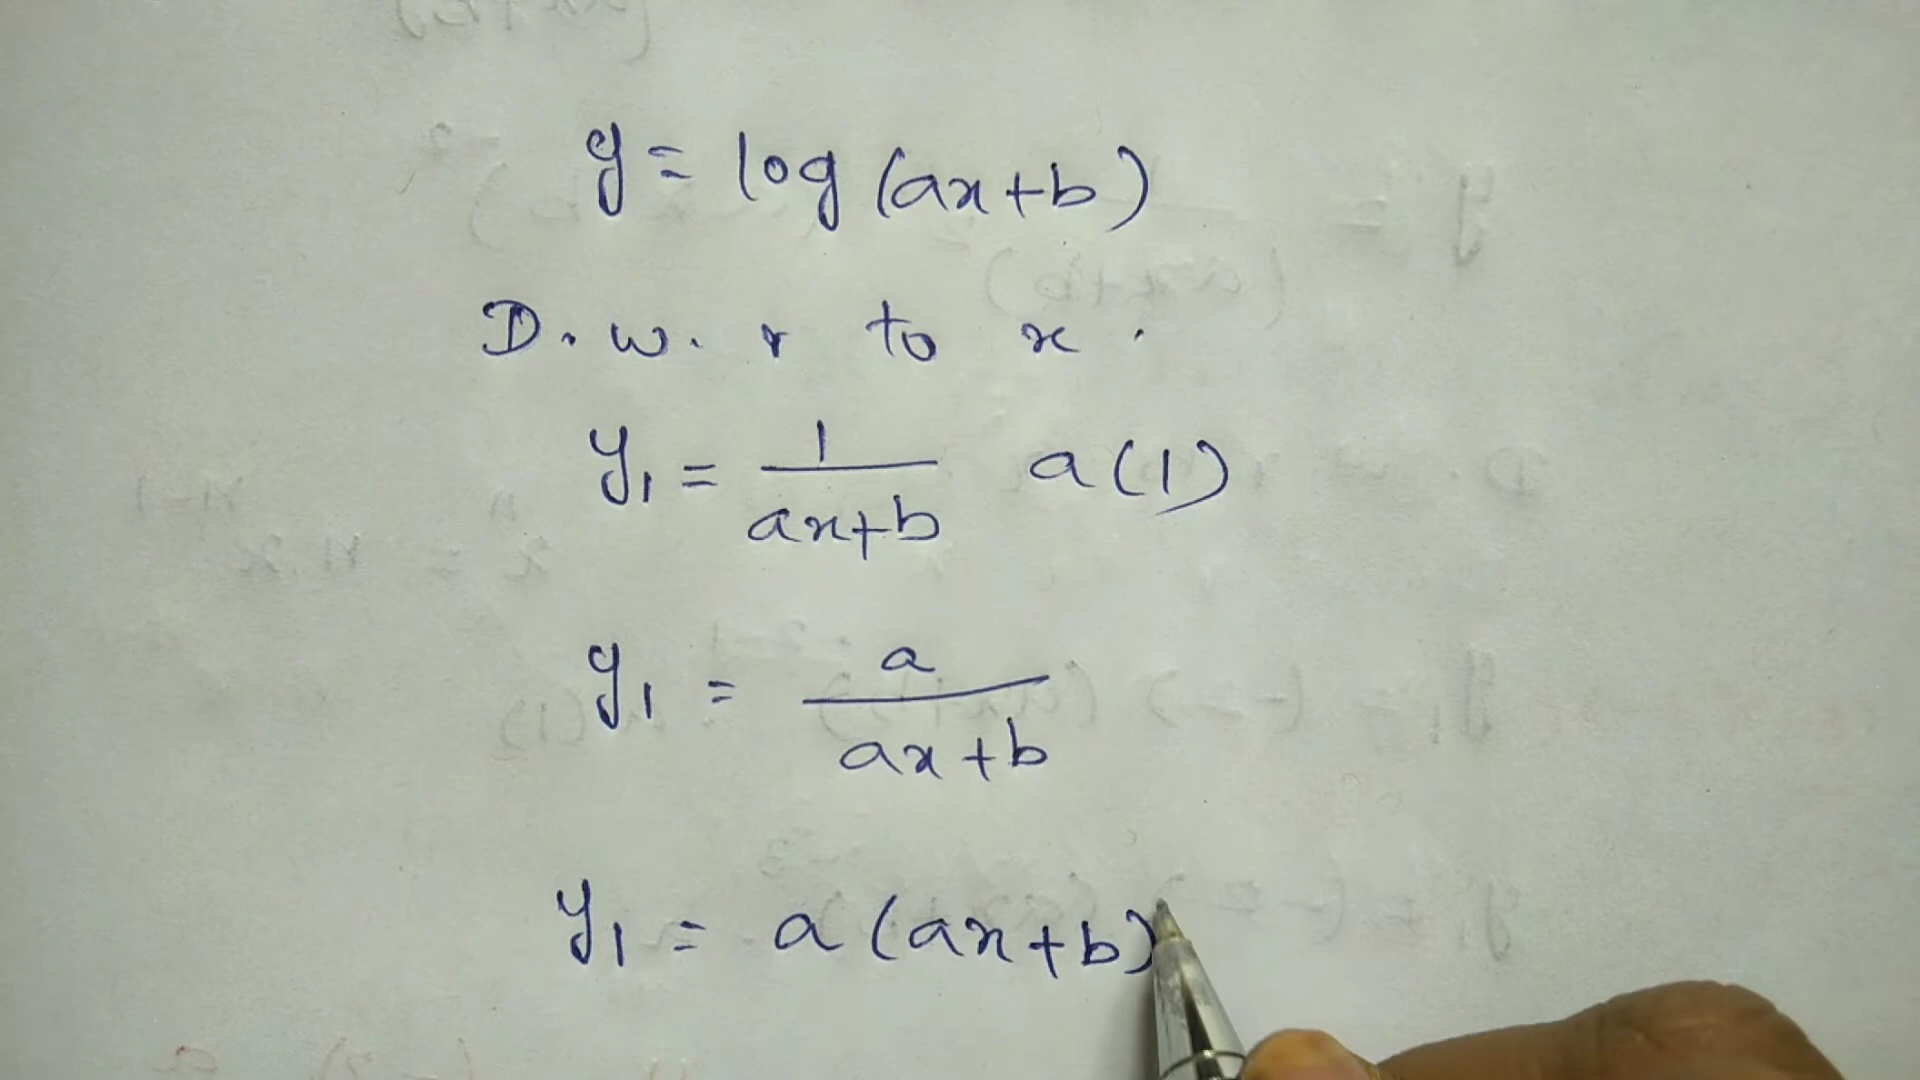 y = log (ax+b)
D. w. r to x.
y₁ = 1/(ax+b) a(1)
y₁ = a/(ax+b)
y₁ = a (ax+b)